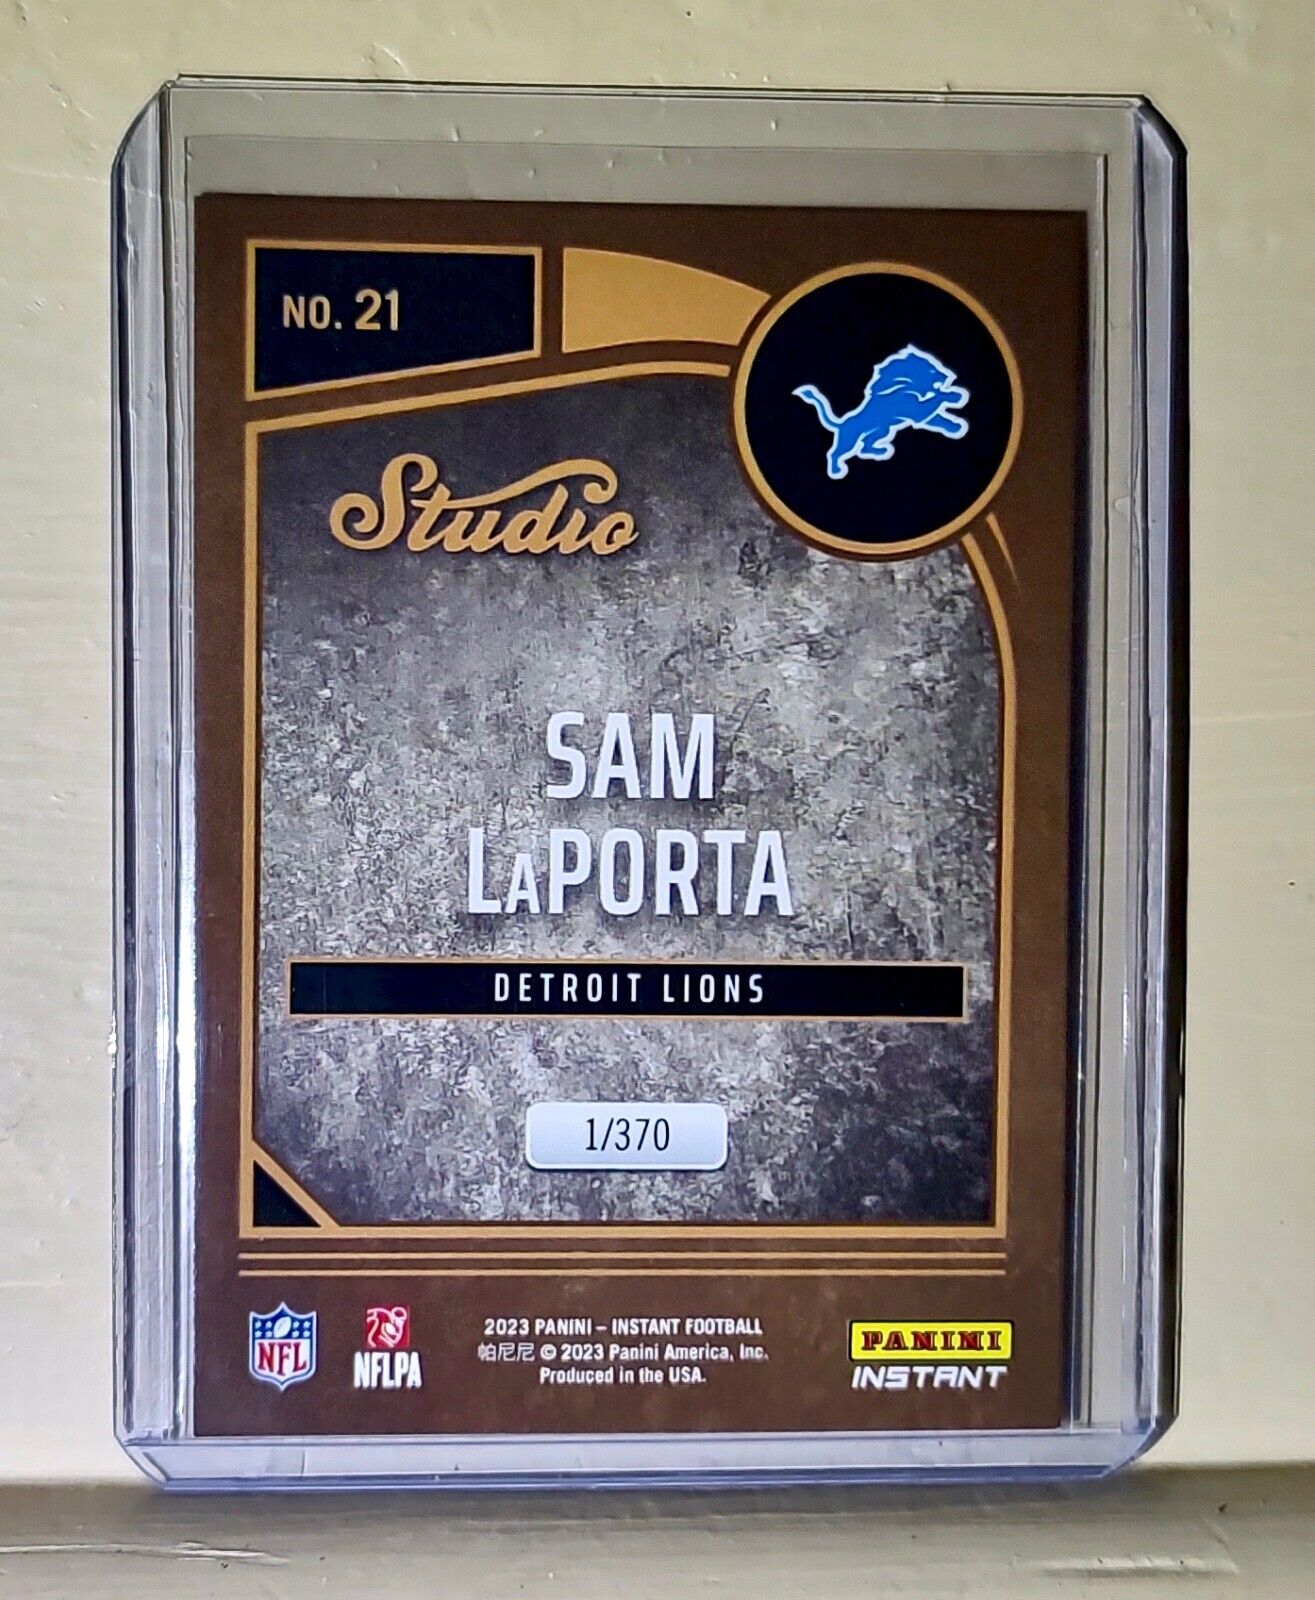 NO. 21
Studio
SAM
LaPORTA
DETROIT LIONS
1/370
NFL
NFLPA
2023 PANINI – INSTANT FOOTBALL
帕尼尼 © 2023 Panini America, Inc.
Produced in the USA.
PANINI
INSTANT